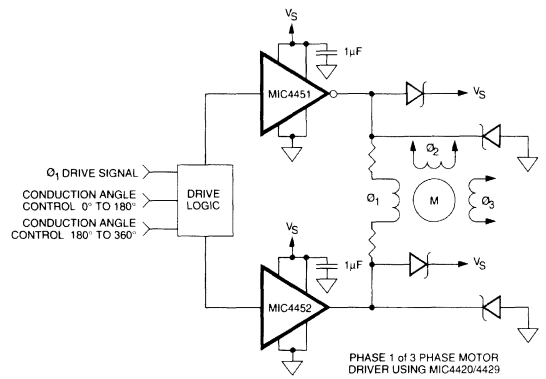 VS
1µF
MIC4451
VS
Ø2
Ø1 DRIVE SIGNAL
CONDUCTION ANGLE
CONTROL 0° TO 180°
CONDUCTION ANGLE
CONTROL 180° TO 360°
DRIVE
LOGIC
Ø1
M
Ø3
VS
1µF
VS
MIC4452
PHASE 1 of 3 PHASE MOTOR
DRIVER USING MIC4420/4429